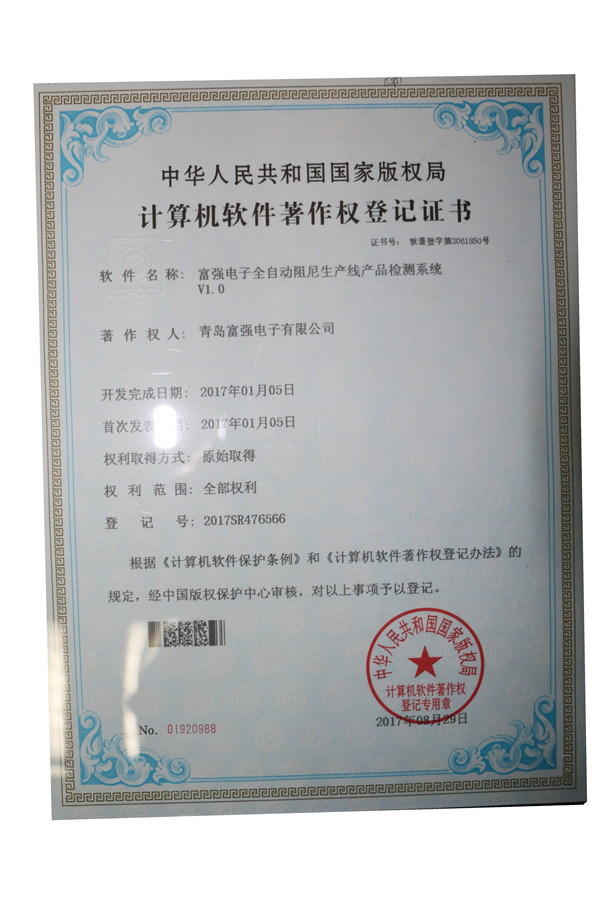 中华人民共和国国家版权局
计算机软件著作权登记证书
证书号： 软著登字第2061850号
软件名称： 富强电子全自动阻尼生产线产品检测系统
V1.0
著作权人： 青岛富强电子有限公司
开发完成日期： 2017年01月05日
首次发表 期： 2017年01月05日
权利取得方式： 原始取得
权利范围： 全部权利
登记号： 2017SR476566
根据《计算机软件保护条例》和《计算机软件著作权登记办法》的
规定，经中国版权保护中心审核，对以上事项予以登记。
中华人民共和国国家版权局
计算机软件著作权
登记专用章
2017年08月29日
No. 01920988